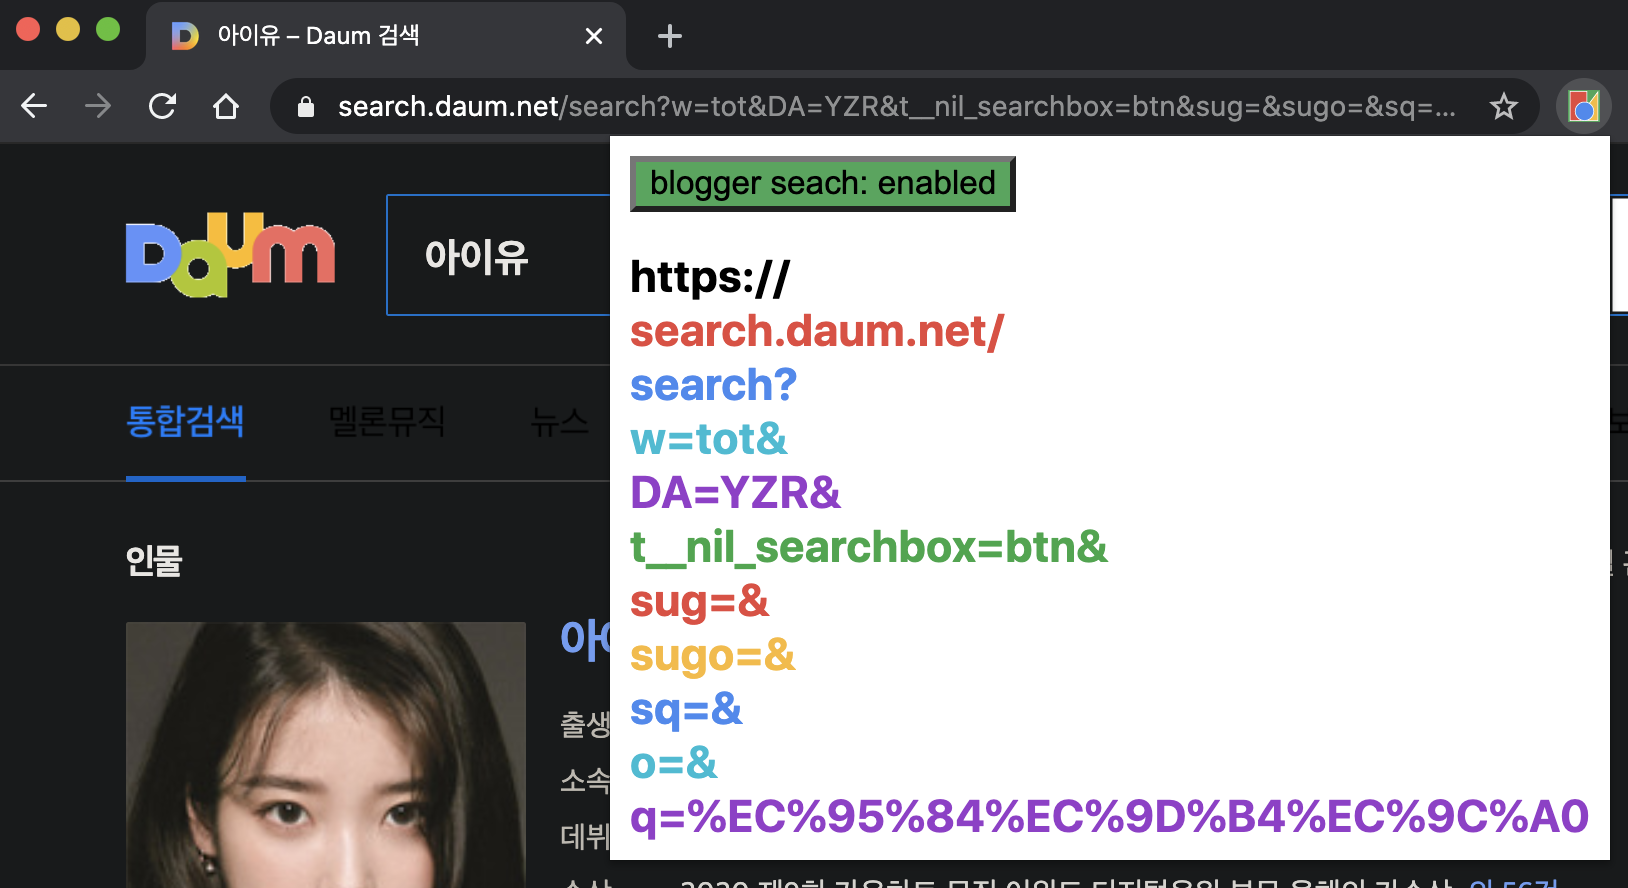 아이유 – Daum 검색
search.daum.net/search?w=tot&DA=YZR&t__nil_searchbox=btn&sug=&sugo=&sq=...
blogger seach: enabled
Daum
아이유
https://
search.daum.net/
search?
w=tot&
DA=YZR&
t__nil_searchbox=btn&
sug=&
sugo=&
sq=&
o=&
q=%EC%95%84%EC%9D%B4%EC%9C%A0
통합검색 멜론뮤직 뉴스
인물
출생
소속
데뷔